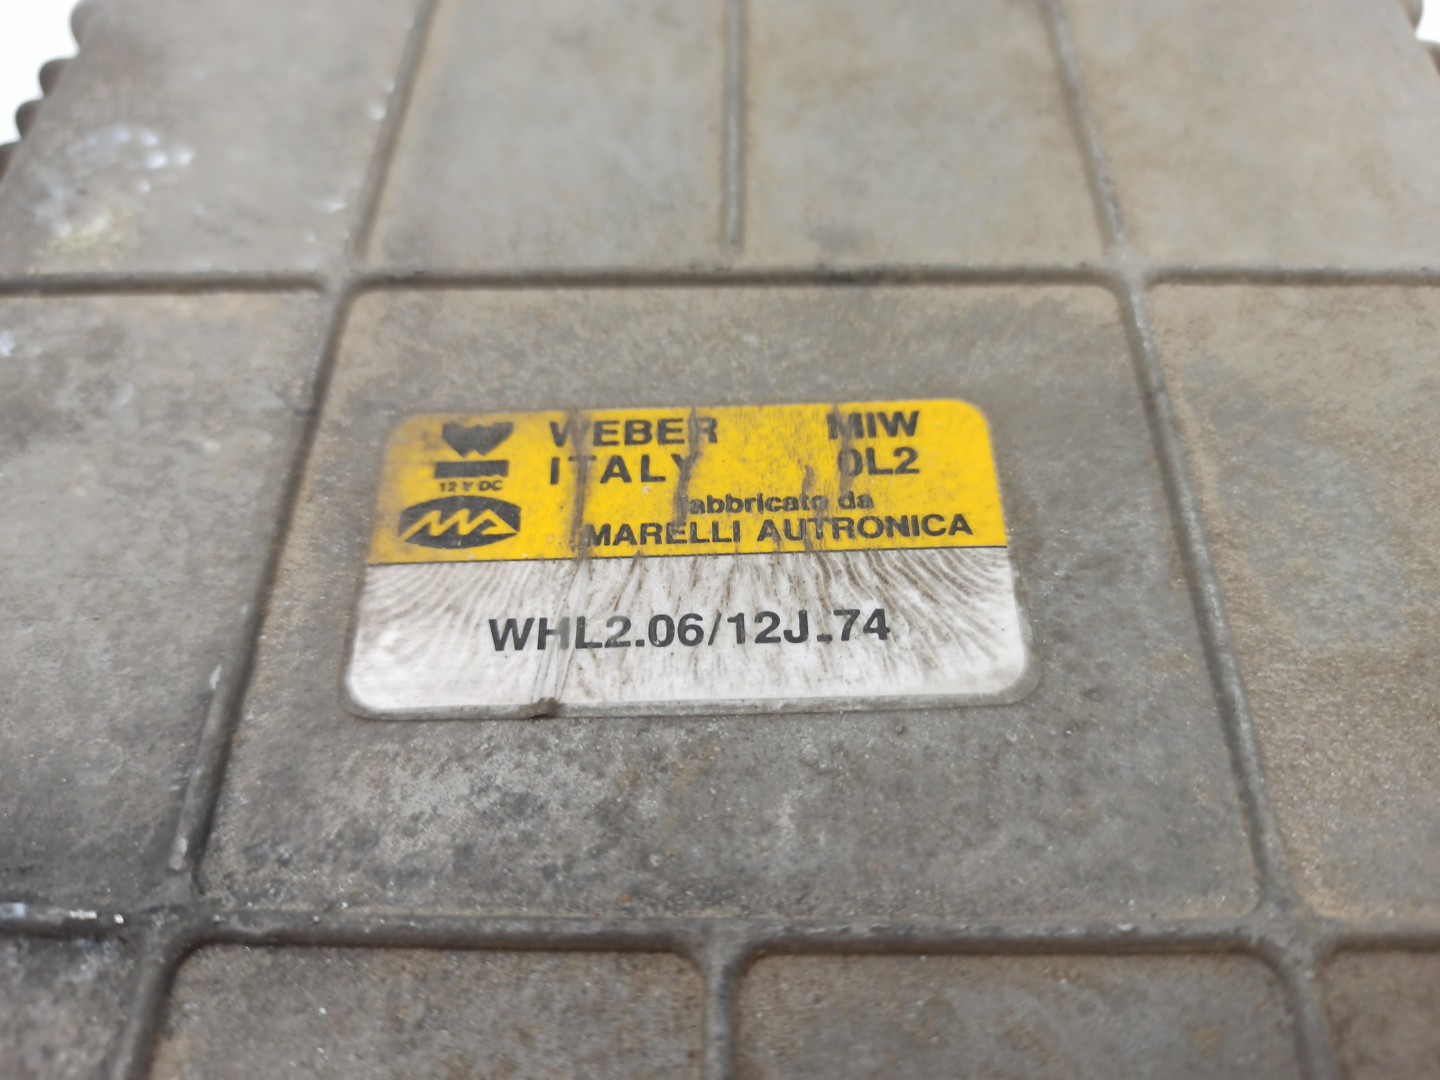 WEBER MIW
ITALY 0L2
12 V DC
fabbricato da
MARELLI AUTRONICA
WHL2.06/12J.74